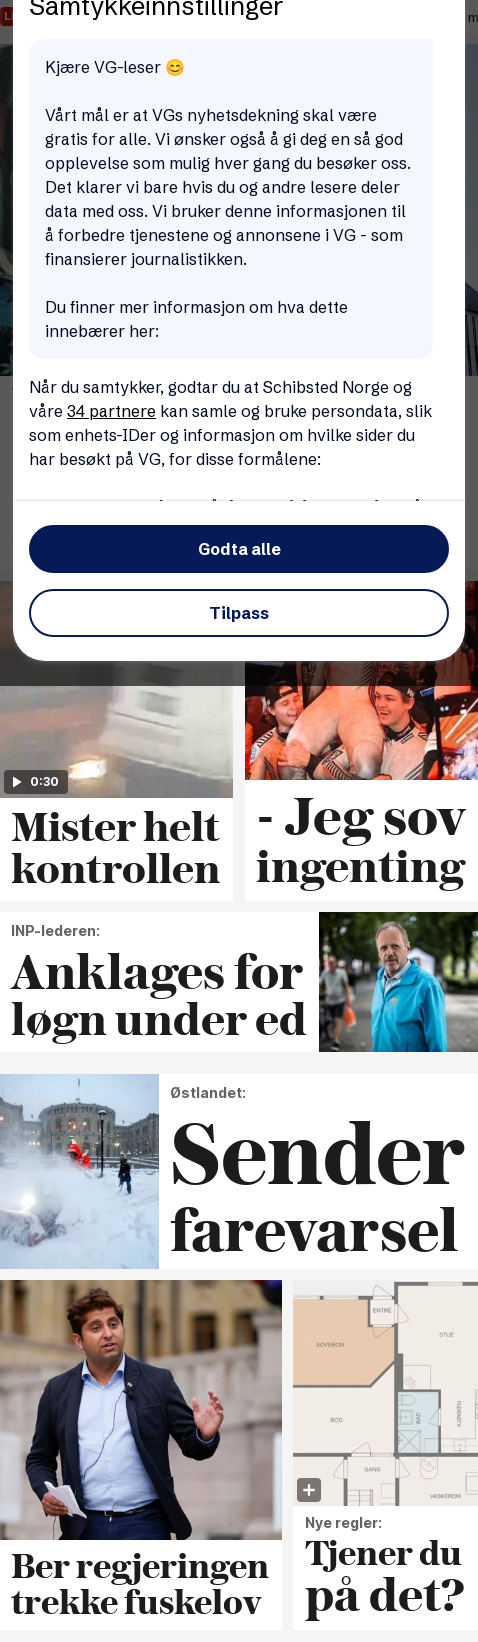 Samtykkeinnstillinger
Kjære VG-leser 😊
Vårt mål er at VGs nyhetsdekning skal være
gratis for alle. Vi ønsker også å gi deg en så god
opplevelse som mulig hver gang du besøker oss.
Det klarer vi bare hvis du og andre lesere deler
data med oss. Vi bruker denne informasjonen til
å forbedre tjenestene og annonsene i VG - som
finansierer journalistikken.
Du finner mer informasjon om hva dette
innebærer her:
Når du samtykker, godtar du at Schibsted Norge og
våre 34 partnere kan samle og bruke persondata, slik
som enhets-IDer og informasjon om hvilke sider du
har besøkt på VG, for disse formålene:
Godta alle
Tilpass
0:30
Mister helt
kontrollen
- Jeg sov
ingenting
INP-lederen:
Anklages for
løgn under ed
Østlandet:
Sender
farevarsel
Ber regjeringen
trekke fuskelov
ENTRE
SOVEROM
STUE
BOD
BAD
KJØKKEN
GANG
VASKEROM
Nye regler:
Tjener du
på det?